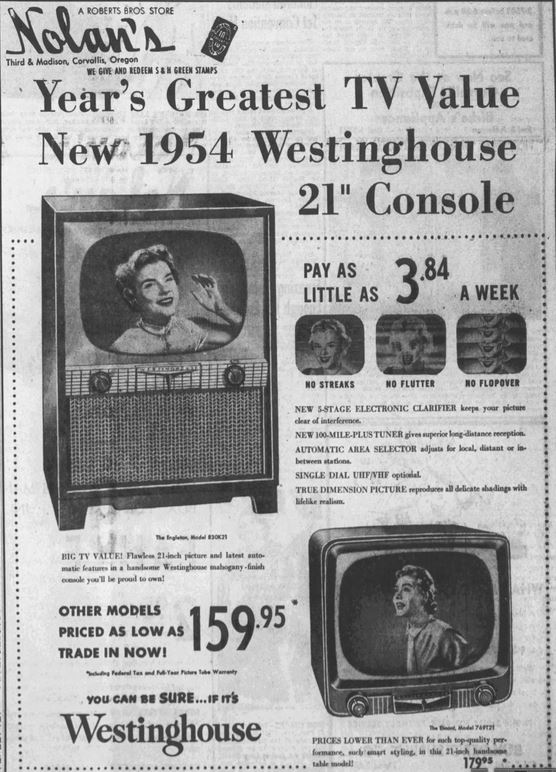 A ROBERTS BROS STORE
Nolan's
Third & Madison, Corvallis, Oregon
WE GIVE AND REDEEM S & H GREEN STAMPS
Year's Greatest TV Value
New 1954 Westinghouse
21" Console
PAY AS
LITTLE AS 3.84 A WEEK
NO STREAKS NO FLUTTER NO FLOPOVER
NEW 5-STAGE ELECTRONIC CLARIFIER keeps your picture
clear of interference.
NEW 100-MILE-PLUS TUNER gives superior long-distance reception.
AUTOMATIC AREA SELECTOR adjusts for local, distant or in-
between stations.
SINGLE DIAL UHF/VHF optional.
TRUE DIMENSION PICTURE reproduces all delicate shadings with
lifelike realism.
The Engleton, Model 830K21
BIG TV VALUE! Flawless 21-inch picture and latest auto-
matic features in a handsome Westinghouse mahogany-finish
console you'll be proud to own!
OTHER MODELS
PRICED AS LOW AS 159.95*
TRADE IN NOW!
*Including Federal Tax and Full-Year Picture Tube Warranty
YOU CAN BE SURE...IF IT'S
Westinghouse
Model 769T21
PRICES LOWER THAN EVER for such top-quality per-
formance, such smart styling, in this 21-inch handsome
table model! 17995 *